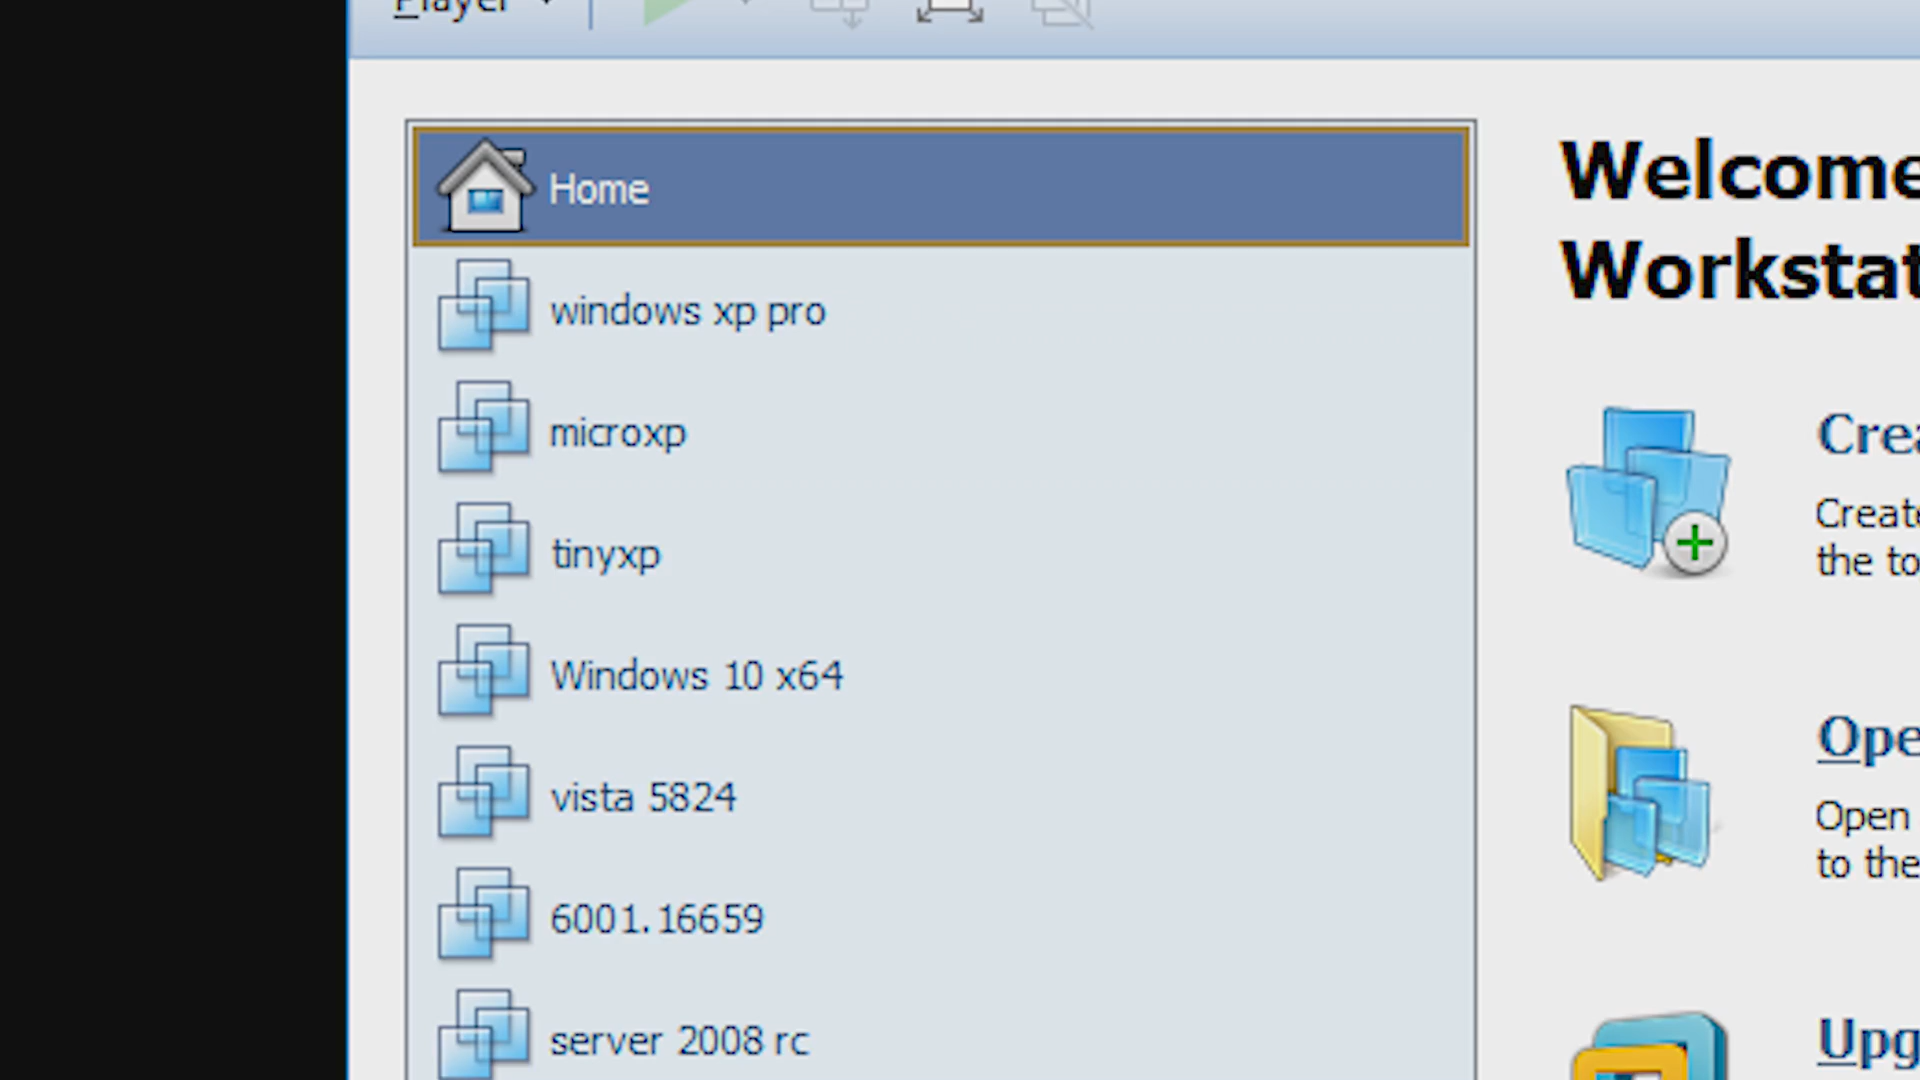 Player
Home
windows xp pro
microxp
tinyxp
Windows 10 x64
vista 5824
6001.16659
server 2008 rc
Welcome
Workstat
Crea
Create
the to
Ope
Open
to the
Upg